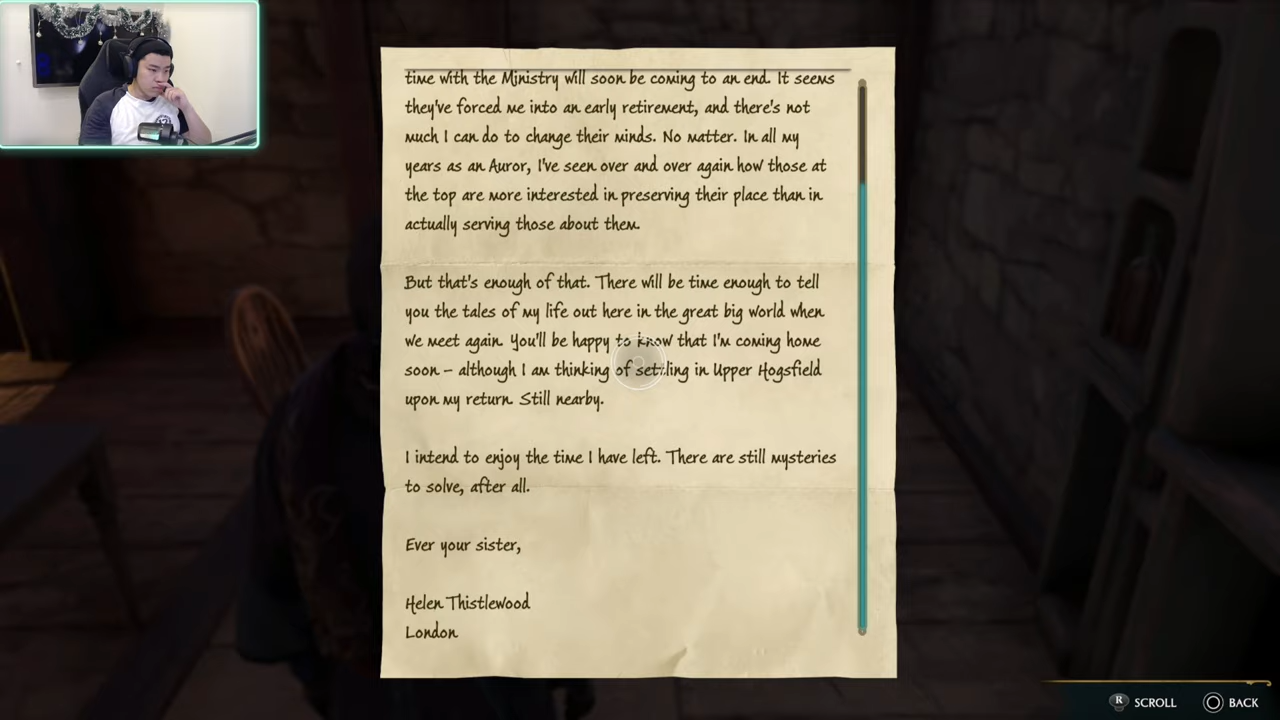 time with the Ministry will soon be coming to an end. It seems
they've forced me into an early retirement, and there's not
much I can do to change their minds. No matter. In all my
years as an Auror, I've seen over and over again how those at
the top are more interested in preserving their place than in
actually serving those about them.
But that's enough of that. There will be time enough to tell
you the tales of my life out here in the great big world when
we meet again. You'll be happy to know that I'm coming home
soon – although I am thinking of settling in Upper Hogsfield
upon my return. Still nearby.
I intend to enjoy the time I have left. There are still mysteries
to solve, after all.
Ever your sister,
Helen Thistlewood
London
R SCROLL
BACK